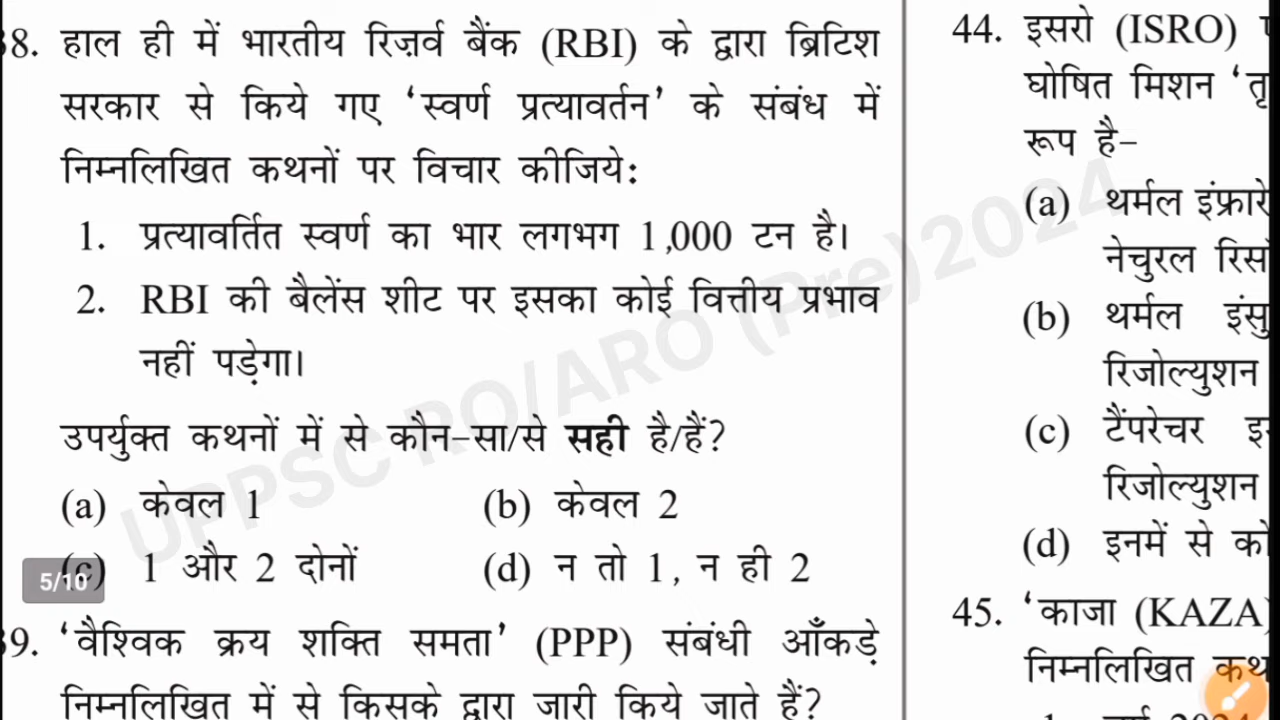 38. हाल ही में भारतीय रिज़र्व बैंक (RBI) के द्वारा ब्रिटिश
सरकार से किये गए ‘स्वर्ण प्रत्यावर्तन’ के संबंध में
निम्नलिखित कथनों पर विचार कीजिये:
1. प्रत्यावर्तित स्वर्ण का भार लगभग 1,000 टन है।
2. RBI की बैलेंस शीट पर इसका कोई वित्तीय प्रभाव
नहीं पड़ेगा।
उपर्युक्त कथनों में से कौन-सा/से सही है/हैं?
(a) केवल 1 (b) केवल 2
(c) 1 और 2 दोनों (d) न तो 1, न ही 2
5/10
39. ‘वैश्विक क्रय शक्ति समता’ (PPP) संबंधी आँकड़े
निम्नलिखित में से किसके द्वारा जारी किये जाते हैं?
44. इसरो (ISRO)
घोषित मिशन
रूप है-
(a) थर्मल
नेचुरल
(b) थर्मल
रिजोल्युशन
(c) टैंपरेचर
रिजोल्युशन
(d) इनमें से
45. ‘काजा (KAZA)
निम्नलिखित
UPPSC RO/ARO (Pre) 2024